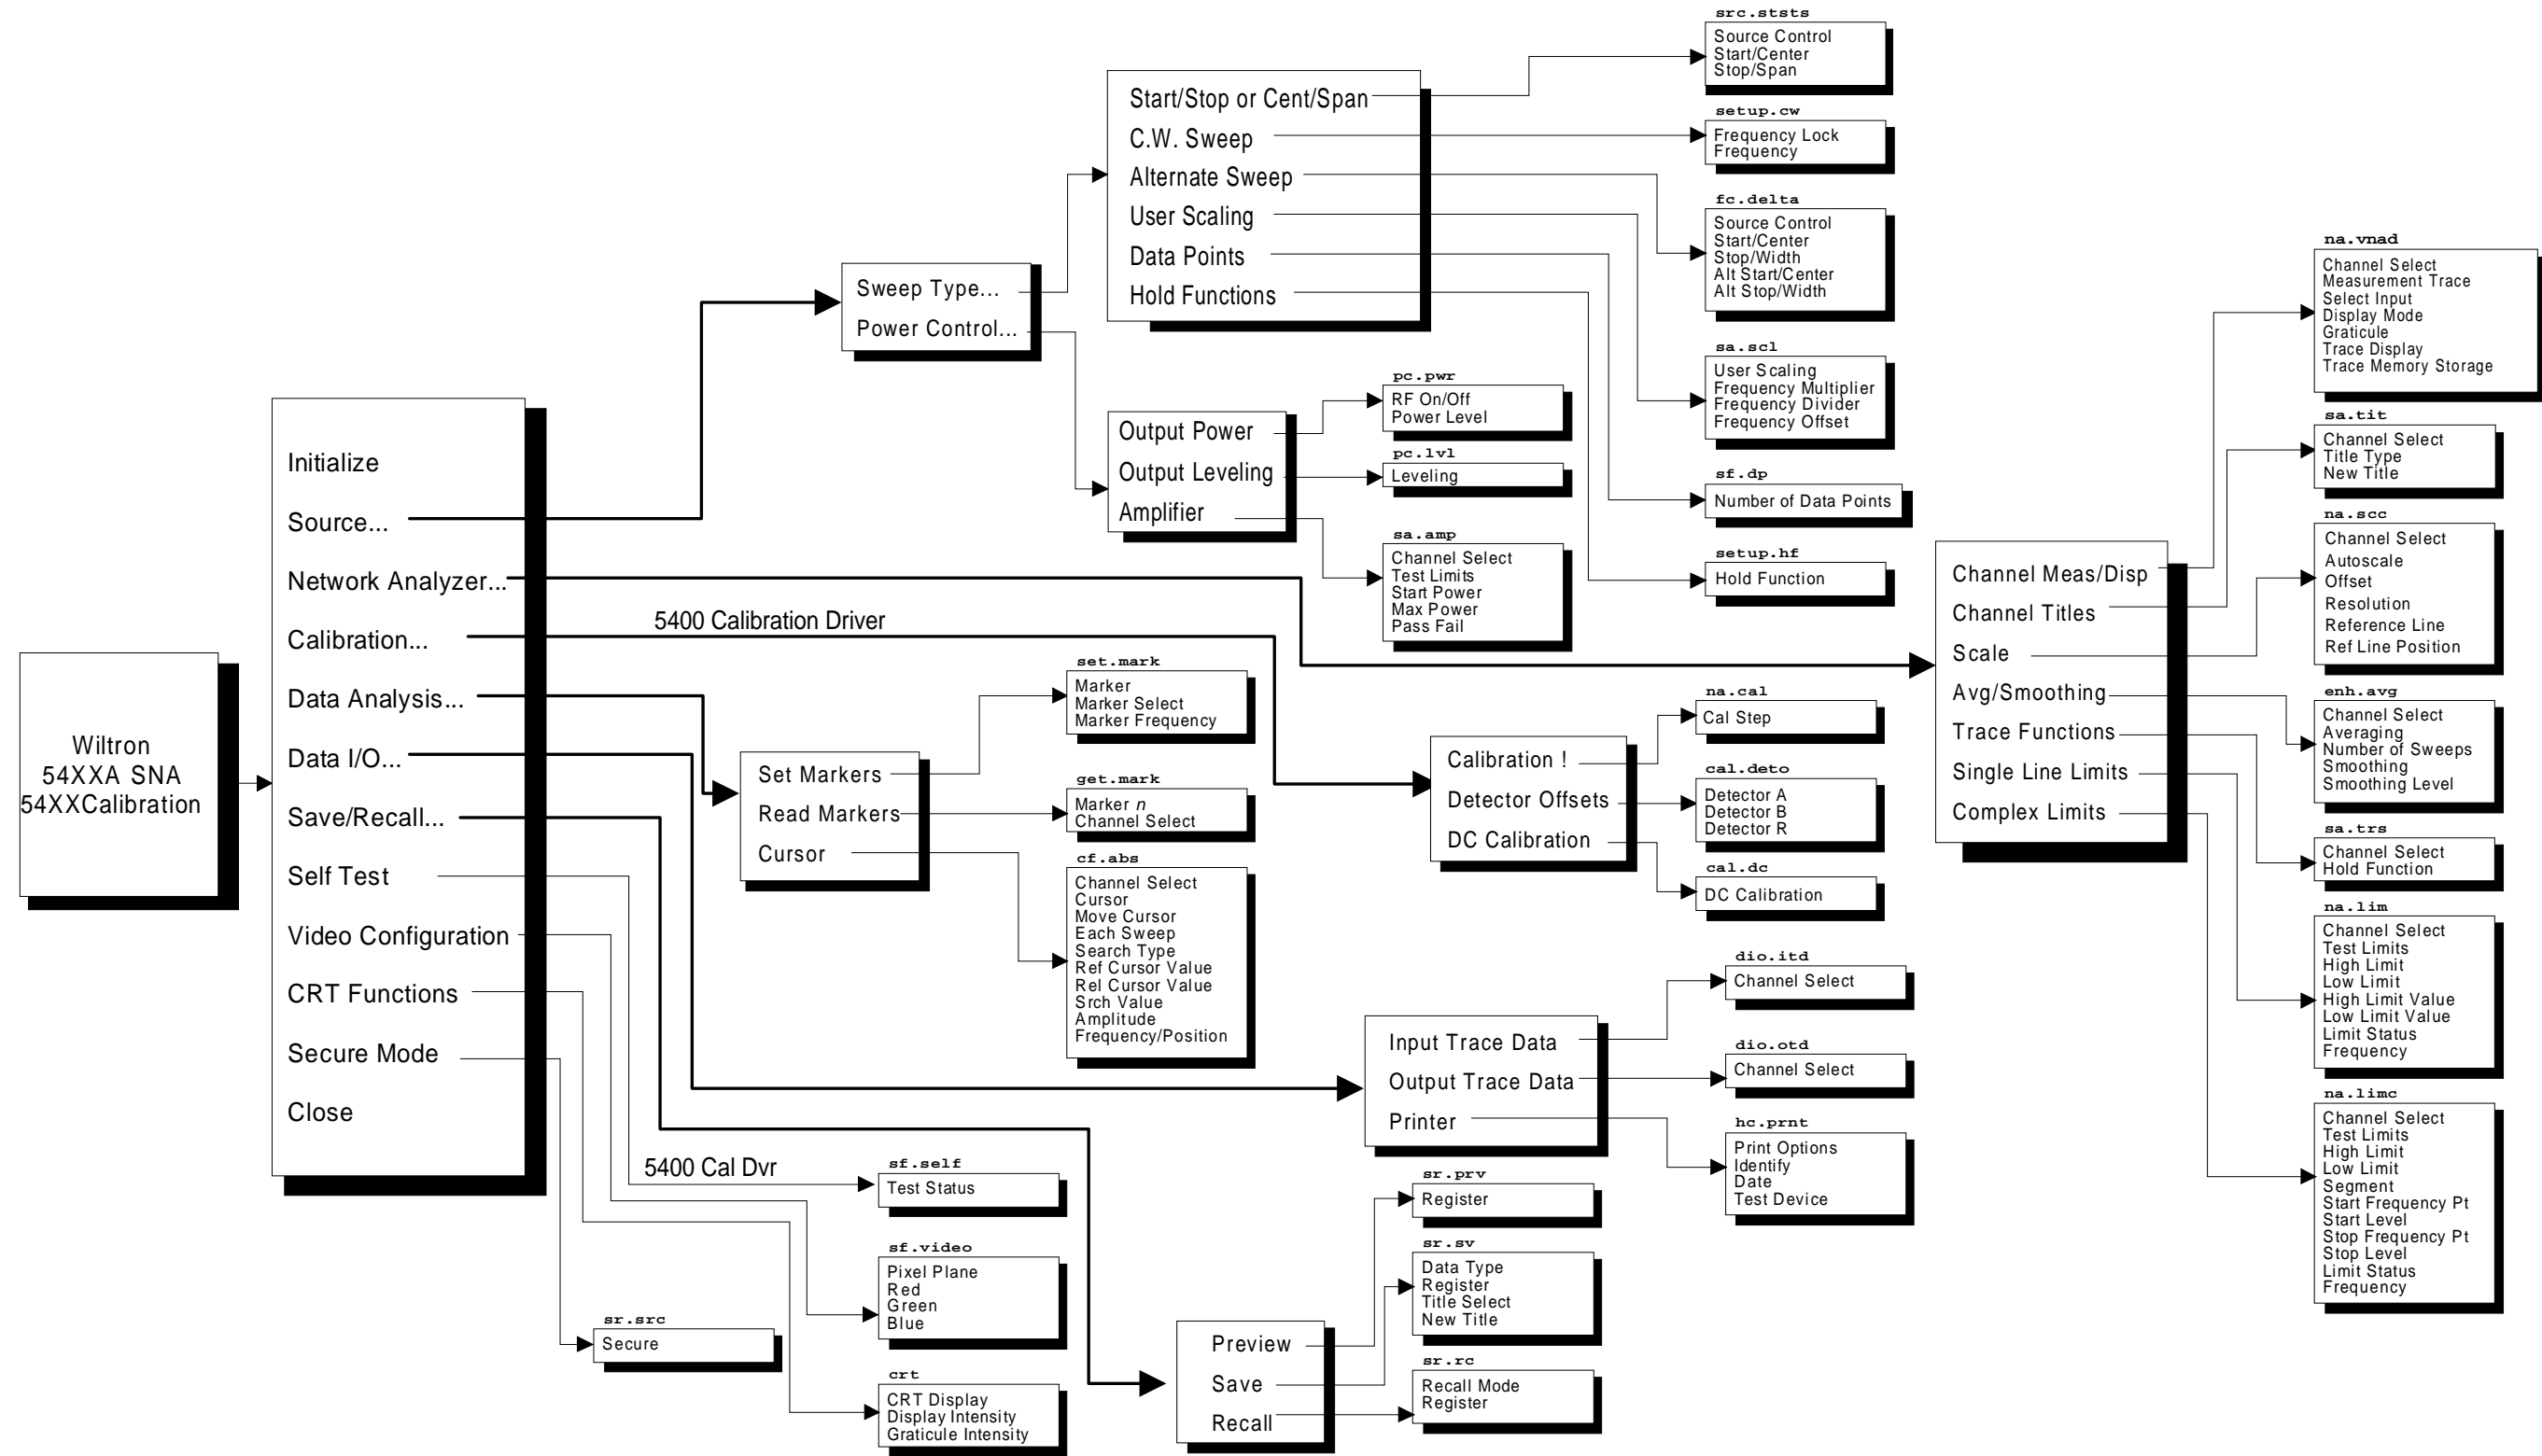 Wiltron
54XXA SNA
54XXCalibration
Initialize
Source...
Network Analyzer...
Calibration...
Data Analysis...
Data I/O...
Save/Recall...
Self Test
Video Configuration
CRT Functions
Secure Mode
Close
5400 Calibration Driver
5400 Cal Dvr
Sweep Type...
Power Control...
Start/Stop or Cent/Span
C.W. Sweep
Alternate Sweep
User Scaling
Data Points
Hold Functions
src.ststs
Source Control
Start/Center
Stop/Span
setup.cw
Frequency Lock
Frequency
fc.delta
Source Control
Start/Center
Stop/Width
Alt Start/Center
Alt Stop/Width
sa.scl
User Scaling
Frequency Multiplier
Frequency Divider
Frequency Offset
sf.dp
Number of Data Points
setup.hf
Hold Function
Output Power
Output Leveling
Amplifier
pc.pwr
RF On/Off
Power Level
pc.lvl
Leveling
sa.amp
Channel Select
Test Limits
Start Power
Max Power
Pass Fail
Channel Meas/Disp
Channel Titles
Scale
Avg/Smoothing
Trace Functions
Single Line Limits
Complex Limits
na.vnad
Channel Select
Measurement Trace
Select Input
Display Mode
Graticule
Trace Display
Trace Memory Storage
sa.tit
Channel Select
Title Type
New Title
na.scc
Channel Select
Autoscale
Offset
Resolution
Reference Line
Ref Line Position
enh.avg
Channel Select
Averaging
Number of Sweeps
Smoothing
Smoothing Level
sa.trs
Channel Select
Hold Function
na.lim
Channel Select
Test Limits
High Limit
Low Limit
High Limit Value
Low Limit Value
Limit Status
Frequency
na.limc
Channel Select
Test Limits
High Limit
Low Limit
Segment
Start Frequency Pt
Start Level
Stop Frequency Pt
Stop Level
Limit Status
Frequency
Calibration !
Detector Offsets
DC Calibration
na.cal
Cal Step
cal.deto
Detector A
Detector B
Detector R
cal.dc
DC Calibration
Set Markers
Read Markers
Cursor
set.mark
Marker
Marker Select
Marker Frequency
get.mark
Marker n
Channel Select
cf.abs
Channel Select
Cursor
Move Cursor
Each Sweep
Search Type
Ref Cursor Value
Rel Cursor Value
Srch Value
Amplitude
Frequency/Position
Input Trace Data
Output Trace Data
Printer
dio.itd
Channel Select
dio.otd
Channel Select
hc.prnt
Print Options
Identify
Date
Test Device
Preview
Save
Recall
sr.prv
Register
sr.sv
Data Type
Register
Title Select
New Title
sr.rc
Recall Mode
Register
sf.self
Test Status
sf.video
Pixel Plane
Red
Green
Blue
crt
CRT Display
Display Intensity
Graticule Intensity
sr.src
Secure